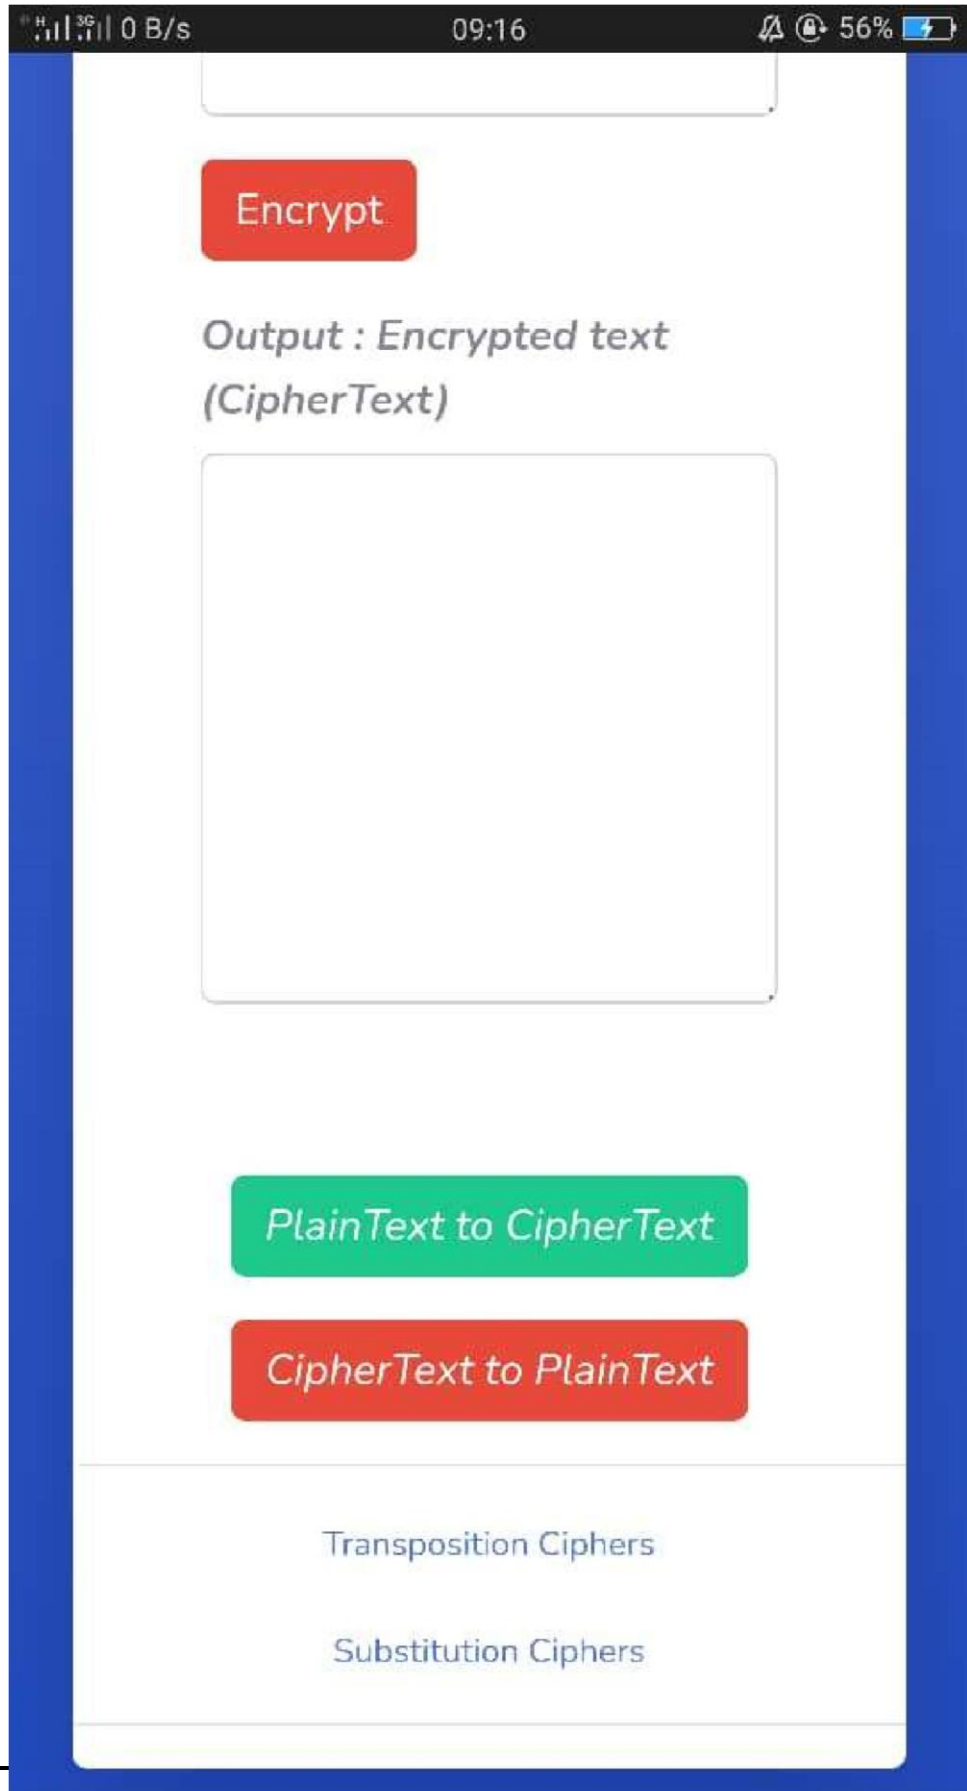 H 3G 0 B/s 09:16 56%
Encrypt
Output : Encrypted text
(CipherText)
PlainText to CipherText
CipherText to PlainText
Transposition Ciphers
Substitution Ciphers